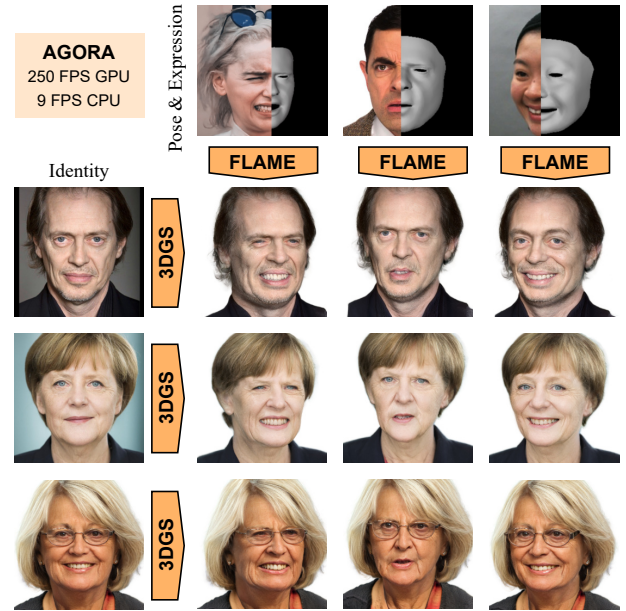 AGORA
250 FPS GPU
9 FPS CPU
Pose & Expression
FLAME
FLAME
FLAME
Identity
3DGS
3DGS
3DGS